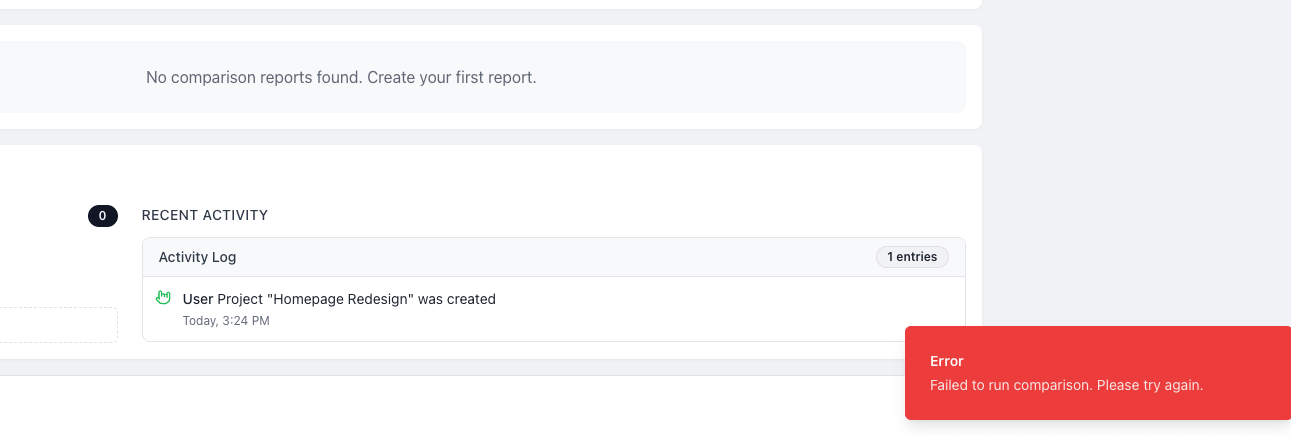 No comparison reports found. Create your first report.
0
RECENT ACTIVITY
Activity Log
1 entries
User Project "Homepage Redesign" was created
Today, 3:24 PM
Error
Failed to run comparison. Please try again.